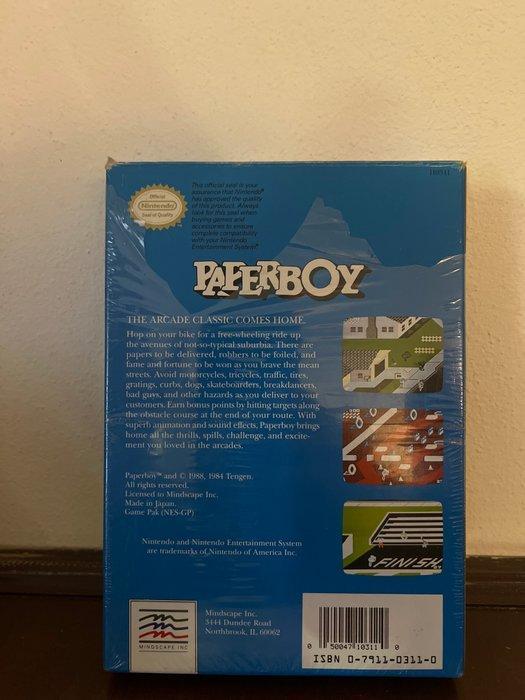 110311
Official
Nintendo®
Seal of Quality
This official seal is your
assurance that Nintendo®
has approved the quality
of this product. Always
look for this seal when
buying games and
accessories to ensure
complete compatibility
with your Nintendo
Entertainment System®
PAPERBOY
THE ARCADE CLASSIC COMES HOME.
Hop on your bike for a free-wheeling ride up
the avenues of not-so-typical suburbia. There are
papers to be delivered, robbers to be foiled, and
fame and fortune to be won as you brave the mean
streets. Avoid motorcycles, tricycles, traffic, tires,
gratings, curbs, dogs, skateboarders, breakdancers,
bad guys, and other hazards as you deliver to your
customers. Earn bonus points by hitting targets along
the obstacle course at the end of your route. With
superb animation and sound effects, Paperboy brings
home all the thrills, spills, challenge, and excite-
ment you loved in the arcades.
Paperboy™ and © 1988, 1984 Tengen.
All rights reserved.
Licensed to Mindscape Inc.
Made in Japan.
Game Pak (NES-GP)
Nintendo and Nintendo Entertainment System
are trademarks of Nintendo of America Inc.
FINISH
MINDSCAPE INC
Mindscape Inc.
3444 Dundee Road
Northbrook, IL 60062
0 50047 10311 0
ISBN 0-7911-0311-0